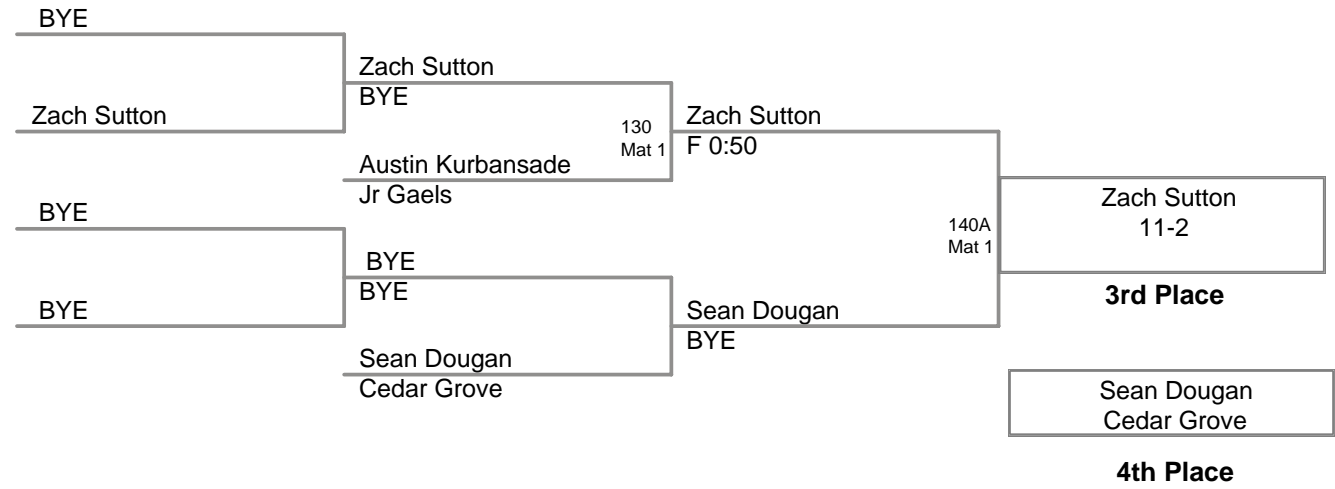 BYE
Zach Sutton
BYE
Zach Sutton
130
Mat 1
Zach Sutton
F 0:50
Austin Kurbansade
Jr Gaels
BYE
140A
Mat 1
Zach Sutton
11-2
3rd Place
BYE
BYE
BYE
Sean Dougan
BYE
Sean Dougan
Cedar Grove
Sean Dougan
Cedar Grove
4th Place